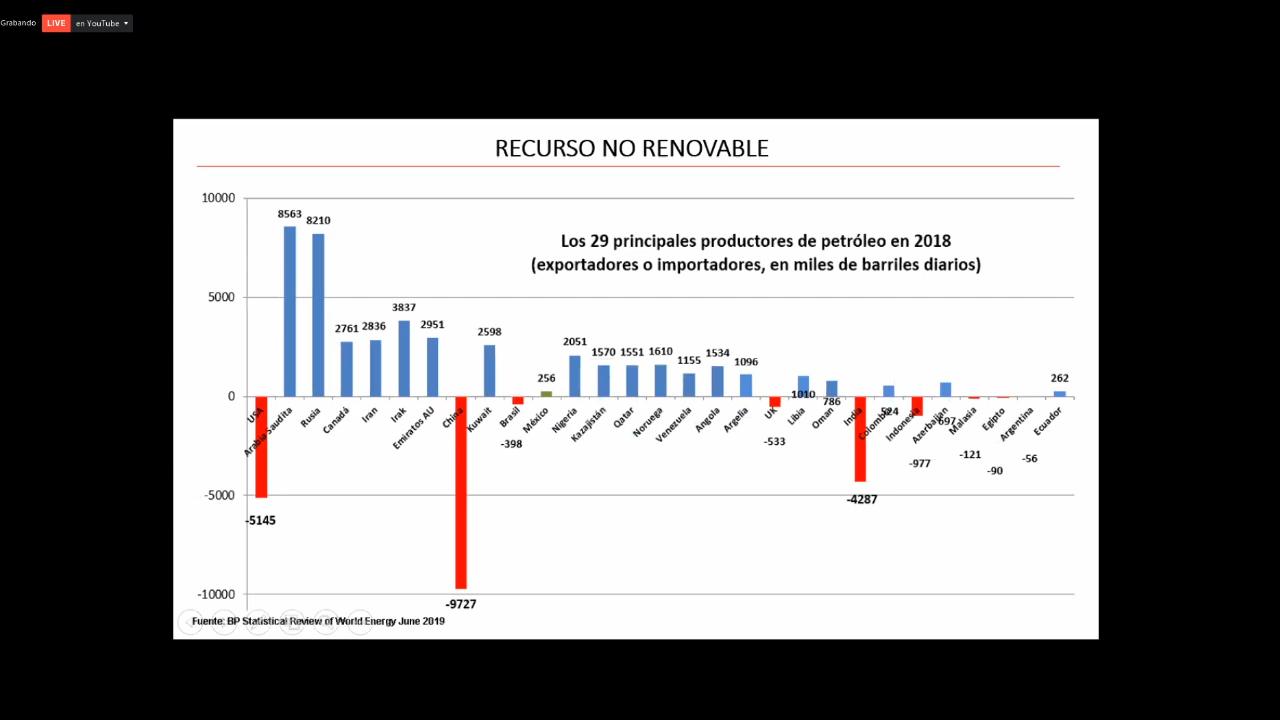 Grabando LIVE en YouTube
RECURSO NO RENOVABLE
Los 29 principales productores de petróleo en 2018
(exportadores o importadores, en miles de barriles diarios)
10000
5000
0
-5000
-10000
-5145
8563
8210
2761
2836
3837
2951
-9727
2598
-398
256
2051
1570
1551
1610
1155
1534
1096
-533
1010
786
-4287
524
-977
697
-121
-90
-56
262
USA
Arabia Saudita
Rusia
Canadá
Iran
Irak
Emiratos AU
China
Kuwait
Brasil
México
Nigeria
Kazajistán
Qatar
Noruega
Venezuela
Angola
Argelia
UK
Libia
Oman
India
Colombia
Indonesia
Azerbaijan
Malasia
Egipto
Argentina
Ecuador
Fuente: BP Statistical Review of World Energy June 2019